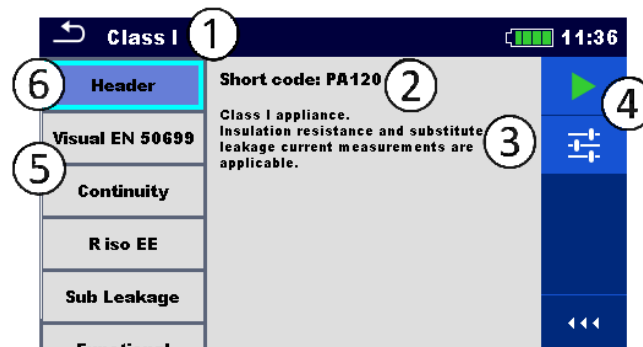 Class I
1
11:36
6
Header
Short code: PA120
2
4
Class I appliance.
Insulation resistance and substitute
leakage current measurements are
applicable.
3
Visual EN 50699
5
Continuity
R iso EE
Sub Leakage